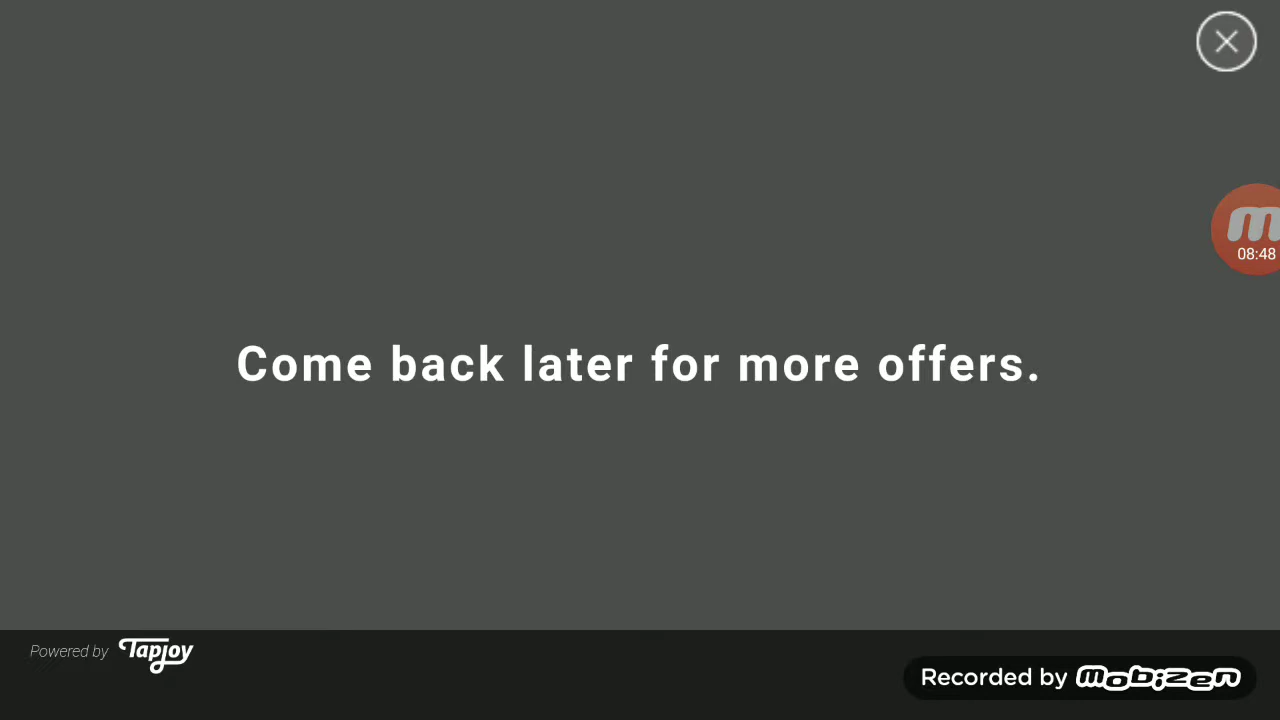 m
08:48
Come back later for more offers.
Powered by Tapjoy
Recorded by mobizen